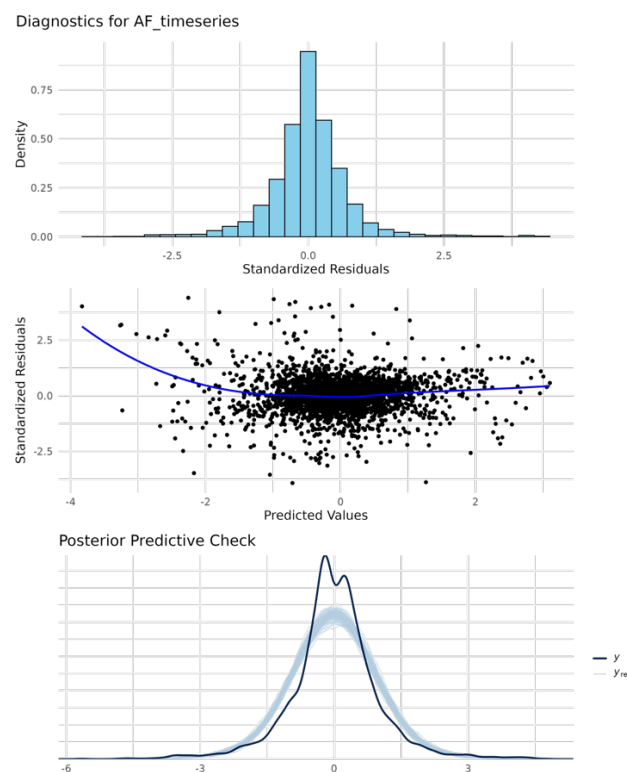 Diagnostics for AF_timeseries
Density
0.75
0.50
0.25
0.00
-2.5 0.0 2.5
Standardized Residuals
Standardized Residuals
2.5
0.0
-2.5
-4 -2 0 2
Predicted Values
Posterior Predictive Check
y
y re
-6 -3 0 3